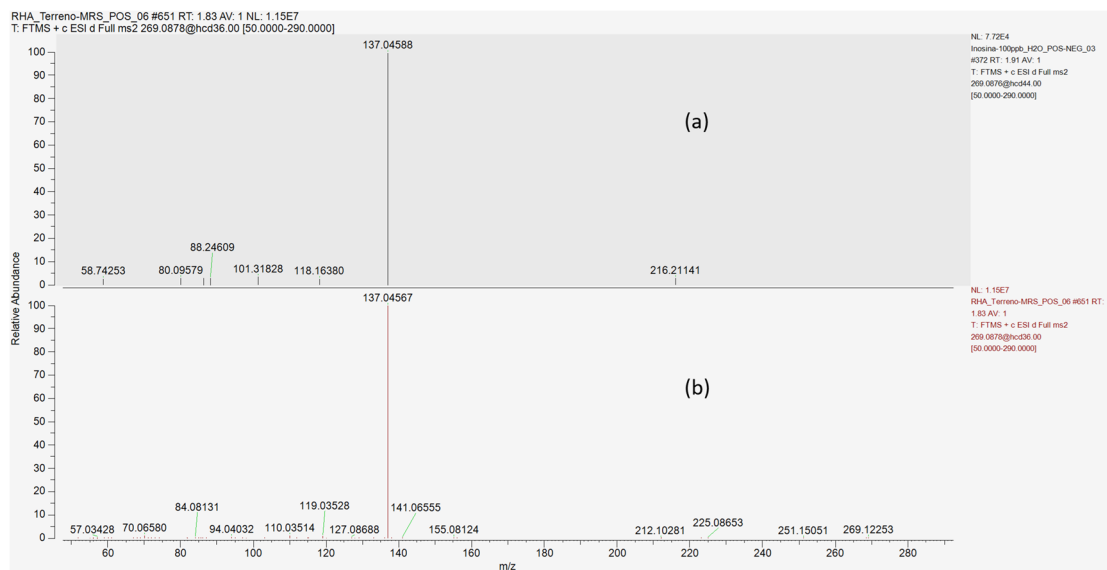 RHA_Terreno-MRS_POS_06 #651 RT: 1.83 AV: 1 NL: 1.15E7
T: FTMS + c ESI d Full ms2 269.0878@hcd36.00 [50.0000-290.0000]
NL: 7.72E4
Inosina-100ppb_H2O_POS-NEG_03
#372 RT: 1.91 AV: 1
T: FTMS + c ESI d Full ms2
269.0876@hcd44.00
[50.0000-290.0000]
137.04588
100
90
80
70
60
50
40
30
20
10
0
(a)
88.24609
58.74253 80.09579 101.31828 118.16380 216.21141
Relative Abundance
NL: 1.15E7
RHA_Terreno-MRS_POS_06 #651 RT:
1.83 AV: 1
T: FTMS + c ESI d Full ms2
269.0878@hcd36.00
[50.0000-290.0000]
137.04567
100
90
80
70
60
50
40
30
20
10
0
(b)
84.08131 119.03528 141.06555
57.03428 70.06580 94.04032 110.03514 127.08688 155.08124 212.10281 225.08653 251.15051 269.12253
60 80 100 120 140 160 180 200 220 240 260 280
m/z